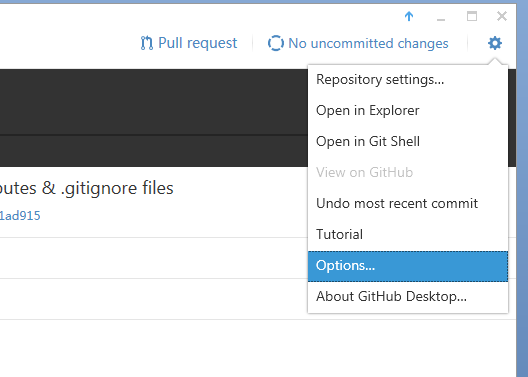 Pull request
No uncommitted changes
Repository settings...
Open in Explorer
Open in Git Shell
View on GitHub
Undo most recent commit
Tutorial
Options...
About GitHub Desktop...
& .gitignore files
1ad915